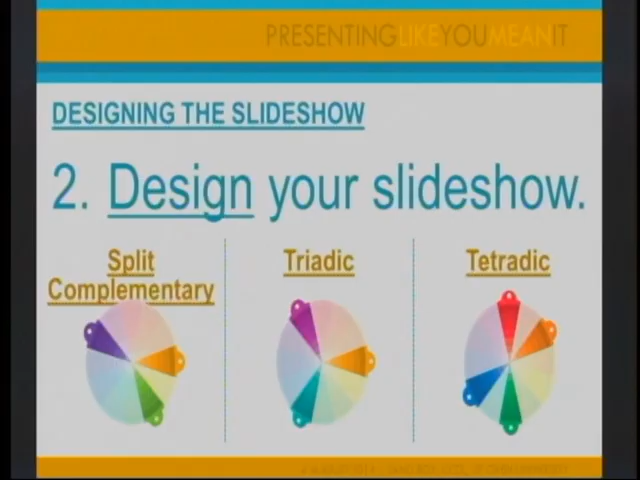 PRESENTINGLIKEYOUMEANIT
DESIGNING THE SLIDESHOW
2. Design your slideshow.
Split
Complementary
Triadic
Tetradic